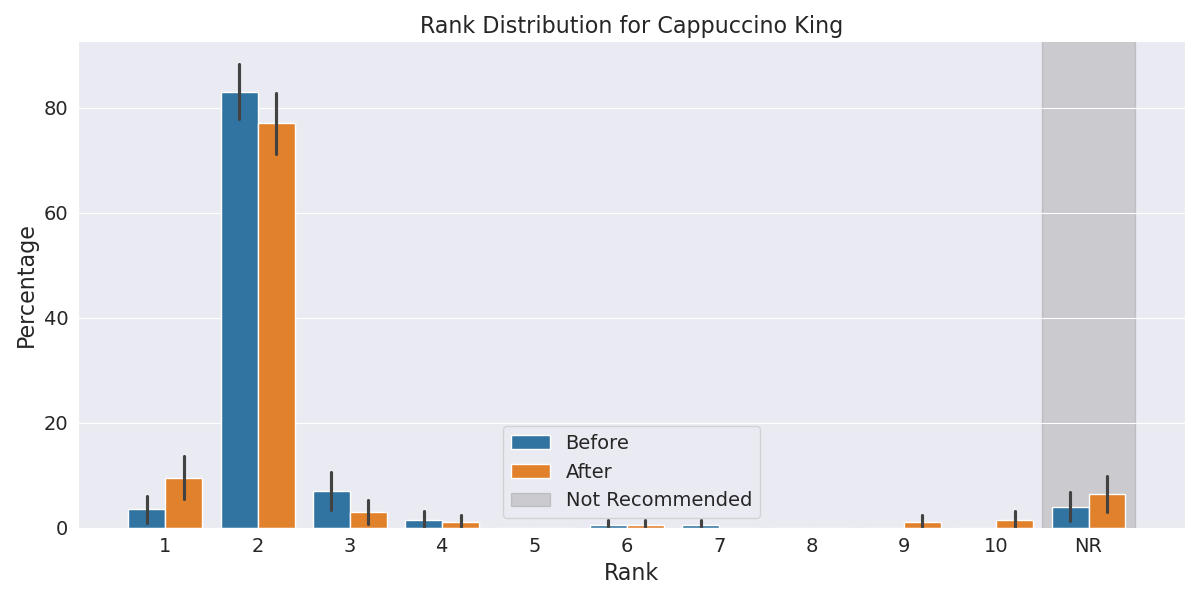 Rank Distribution for Cappuccino King
Percentage
80
60
40
20
0
Before
After
Not Recommended
1 2 3 4 5 6 7 8 9 10 NR
Rank